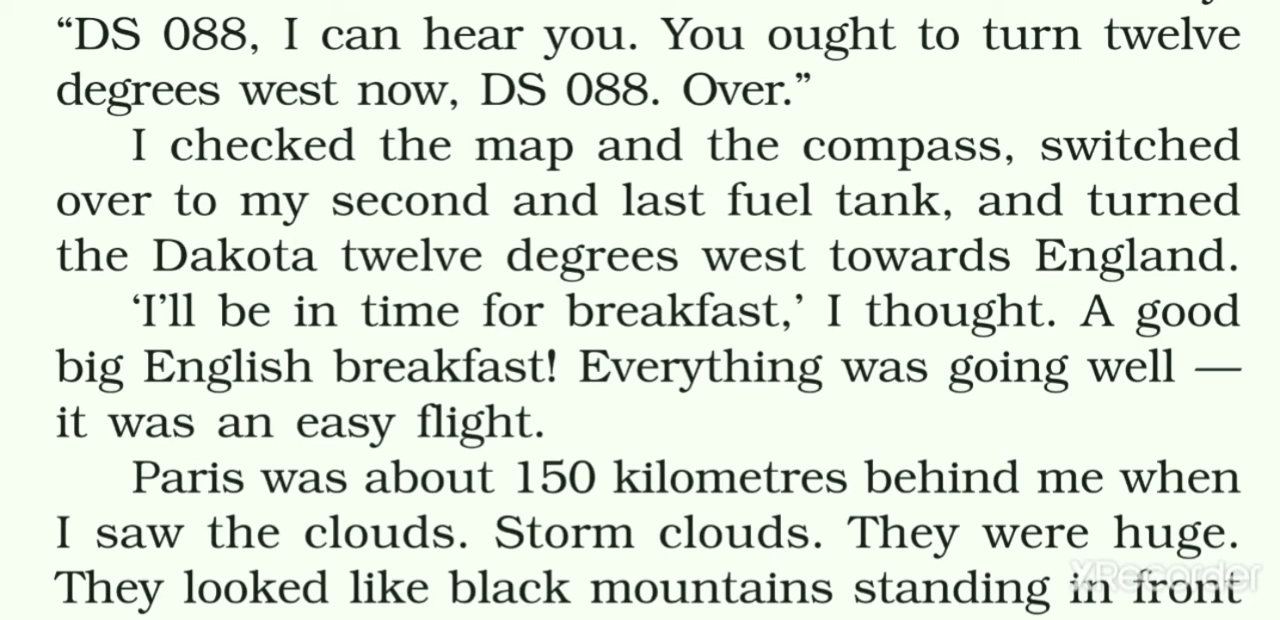 “DS 088, I can hear you. You ought to turn twelve
degrees west now, DS 088. Over.”
I checked the map and the compass, switched
over to my second and last fuel tank, and turned
the Dakota twelve degrees west towards England.
‘I’ll be in time for breakfast,’ I thought. A good
big English breakfast! Everything was going well —
it was an easy flight.
Paris was about 150 kilometres behind me when
I saw the clouds. Storm clouds. They were huge.
They looked like black mountains standing in front
XRecorder